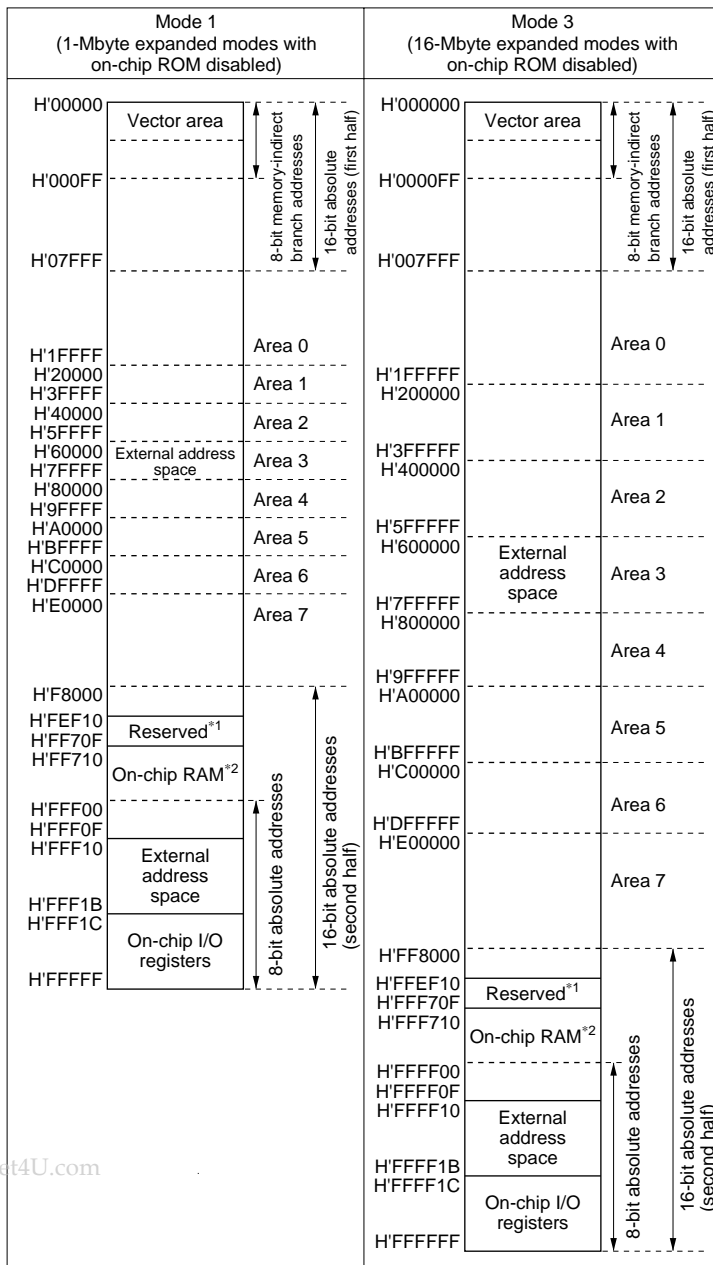 Mode 1
(1-Mbyte expanded modes with
on-chip ROM disabled)
H'00000
Vector area
H'000FF
H'07FFF
8-bit memory-indirect
branch addresses
16-bit absolute
addresses (first half)
H'1FFFF
Area 0
H'20000
H'3FFFF
Area 1
H'40000
H'5FFFF
Area 2
H'60000
H'7FFFF
External address
space
Area 3
H'80000
H'9FFFF
Area 4
H'A0000
H'BFFFF
Area 5
H'C0000
H'DFFFF
Area 6
H'E0000
Area 7
H'F8000
H'FEF10
Reserved*1
H'FF70F
H'FF710
On-chip RAM*2
H'FFF00
H'FFF0F
H'FFF10
External
address
space
H'FFF1B
H'FFF1C
On-chip I/O
registers
H'FFFFF
8-bit absolute addresses
16-bit absolute addresses
(second half)
Mode 3
(16-Mbyte expanded modes with
on-chip ROM disabled)
H'000000
Vector area
H'0000FF
H'007FFF
8-bit memory-indirect
branch addresses
16-bit absolute
addresses (first half)
Area 0
H'1FFFFF
H'200000
Area 1
H'3FFFFF
H'400000
Area 2
H'5FFFFF
H'600000
External
address
space
Area 3
H'7FFFFF
H'800000
Area 4
H'9FFFFF
H'A00000
Area 5
H'BFFFFF
H'C00000
Area 6
H'DFFFFF
H'E00000
Area 7
H'FF8000
H'FFEF10
Reserved*1
H'FFF70F
H'FFF710
On-chip RAM*2
H'FFFF00
H'FFFF0F
H'FFFF10
External
address
space
H'FFFF1B
H'FFFF1C
On-chip I/O
registers
H'FFFFFF
8-bit absolute addresses
16-bit absolute addresses
(second half)
et4U.com